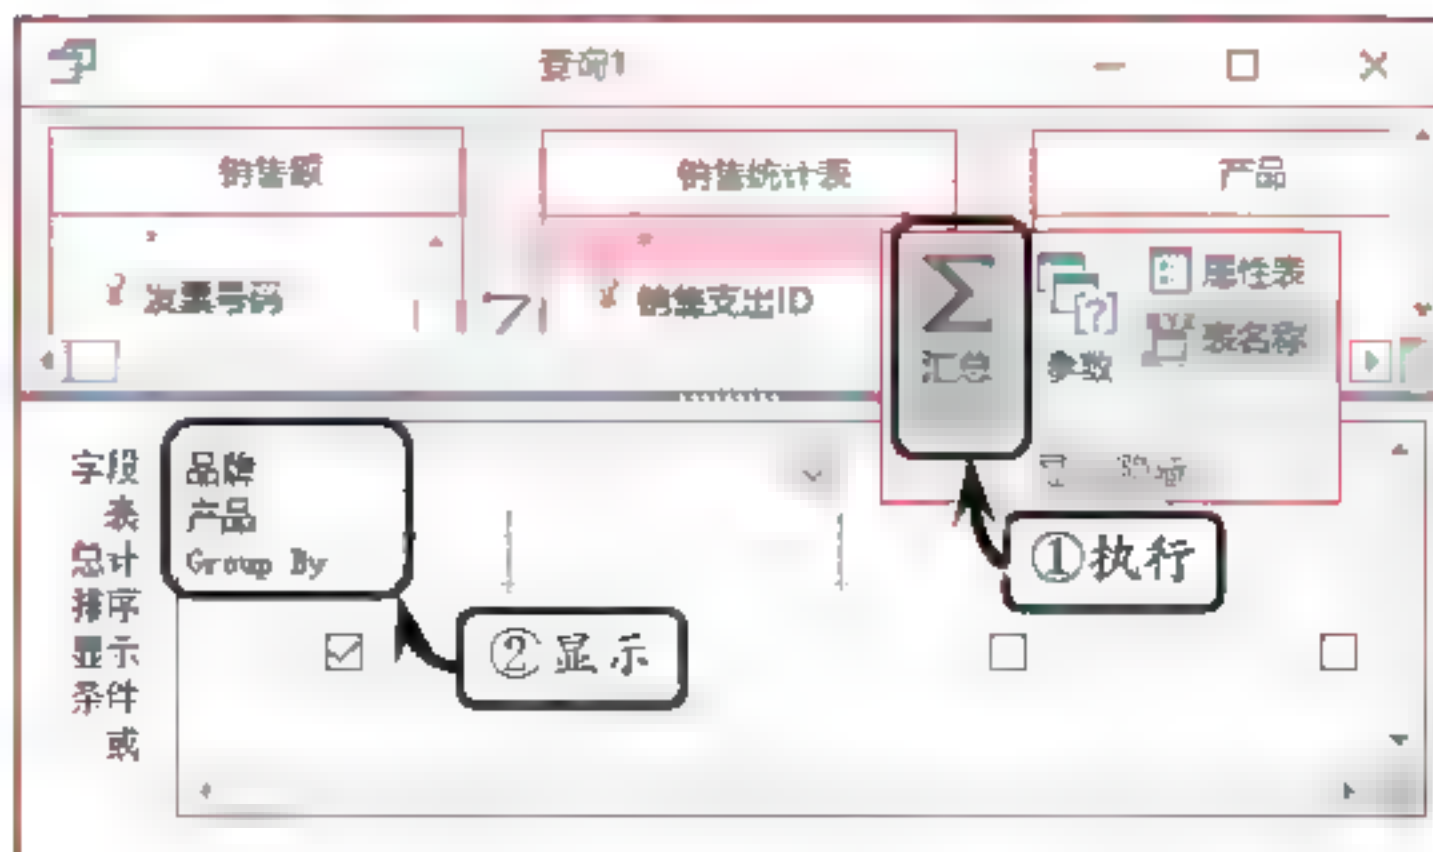 查询1
销售额
销售统计表
产品
*
*
发票号码
销售支出ID
Σ
汇总
[?]
参数
属性表
表名称
字段
品牌
表
产品
总计
Group By
排序
显示
条件
或
①执行
②显示